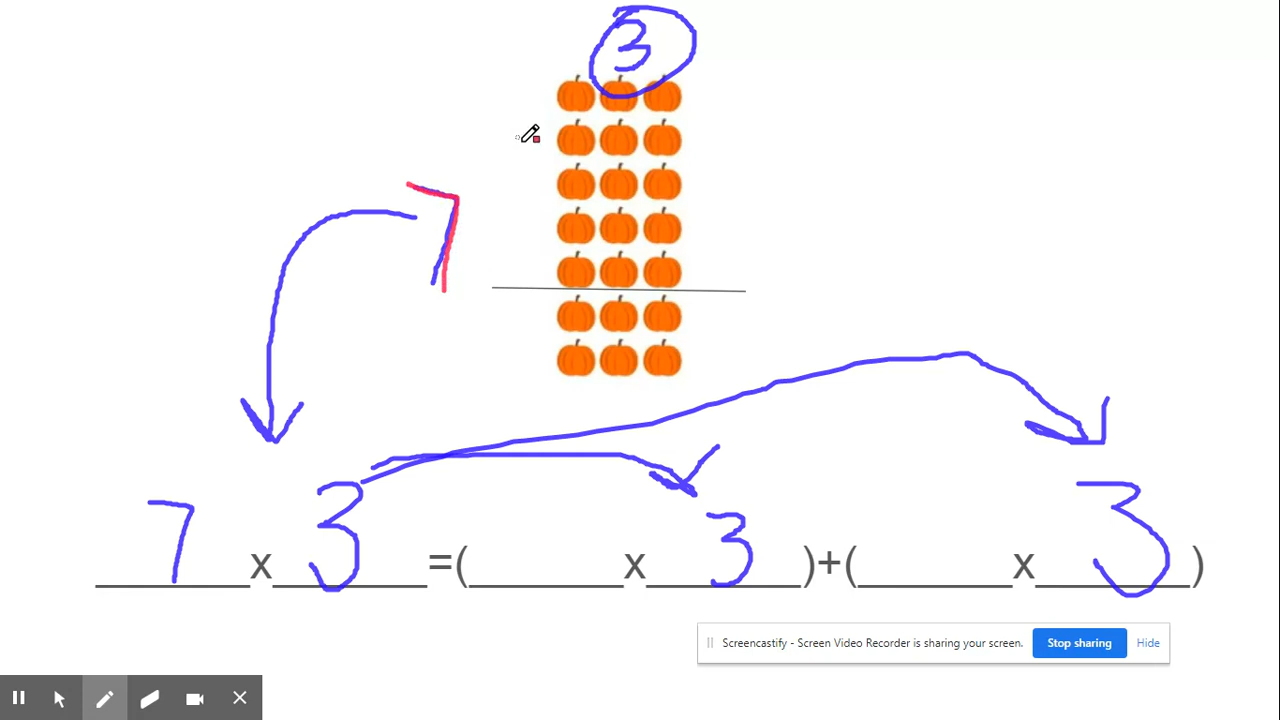 3
7
7 x 3 =( x 3 )+( x 3 )
Screencastify - Screen Video Recorder is sharing your screen. Stop sharing Hide